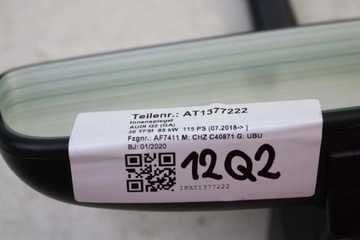 Teilenr.: AT1377222
Innenspiegel
AUDI Q2 (GA)
30 TFSI 85 kW 115 PS (07.2018-> )
Fzgnr.: AF7411 M: CHZ C40871 G: UBU
BJ: 01/2020
12Q2
18AT1377222